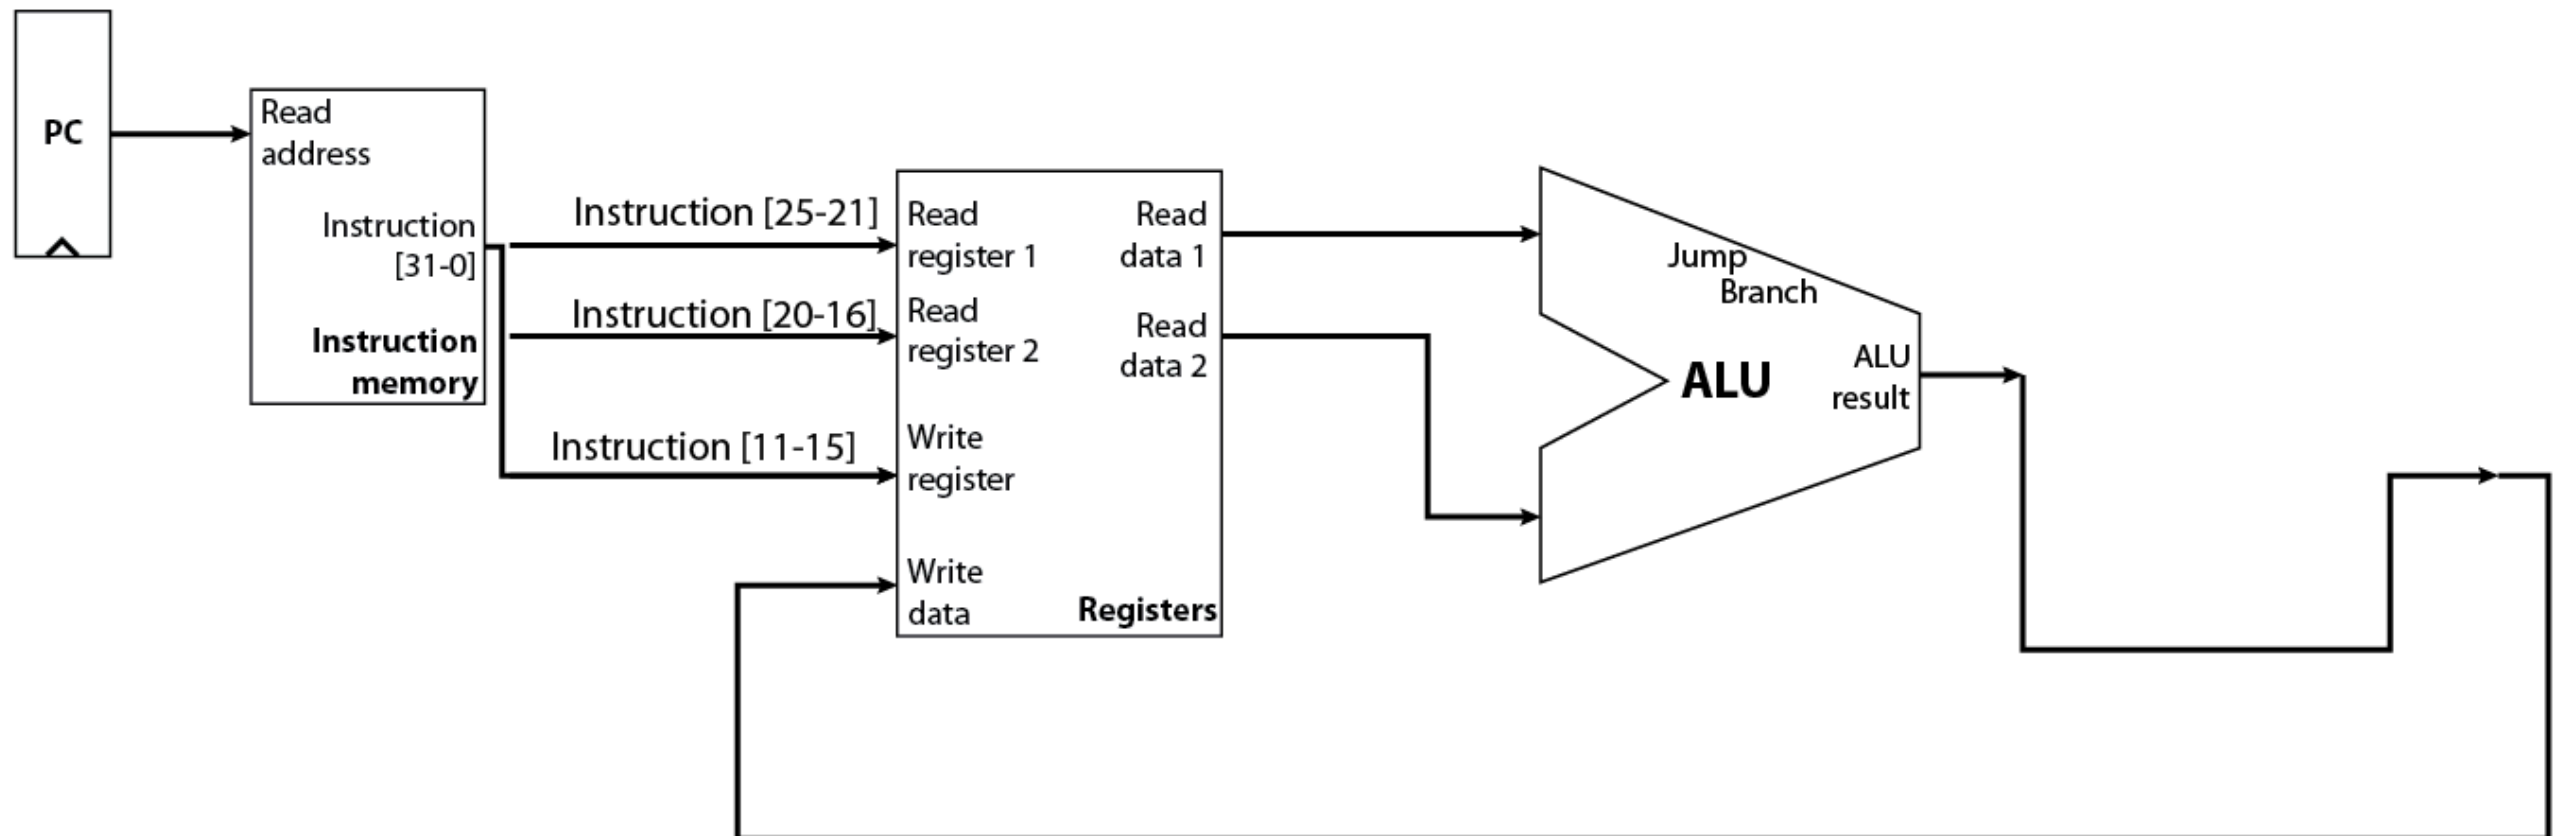 PC
Read
address
Instruction
[31-0]
Instruction
memory
Instruction [25-21]
Instruction [20-16]
Instruction [11-15]
Read
register 1
Read
register 2
Write
register
Write
data
Read
data 1
Read
data 2
Registers
Jump
Branch
ALU
ALU
result